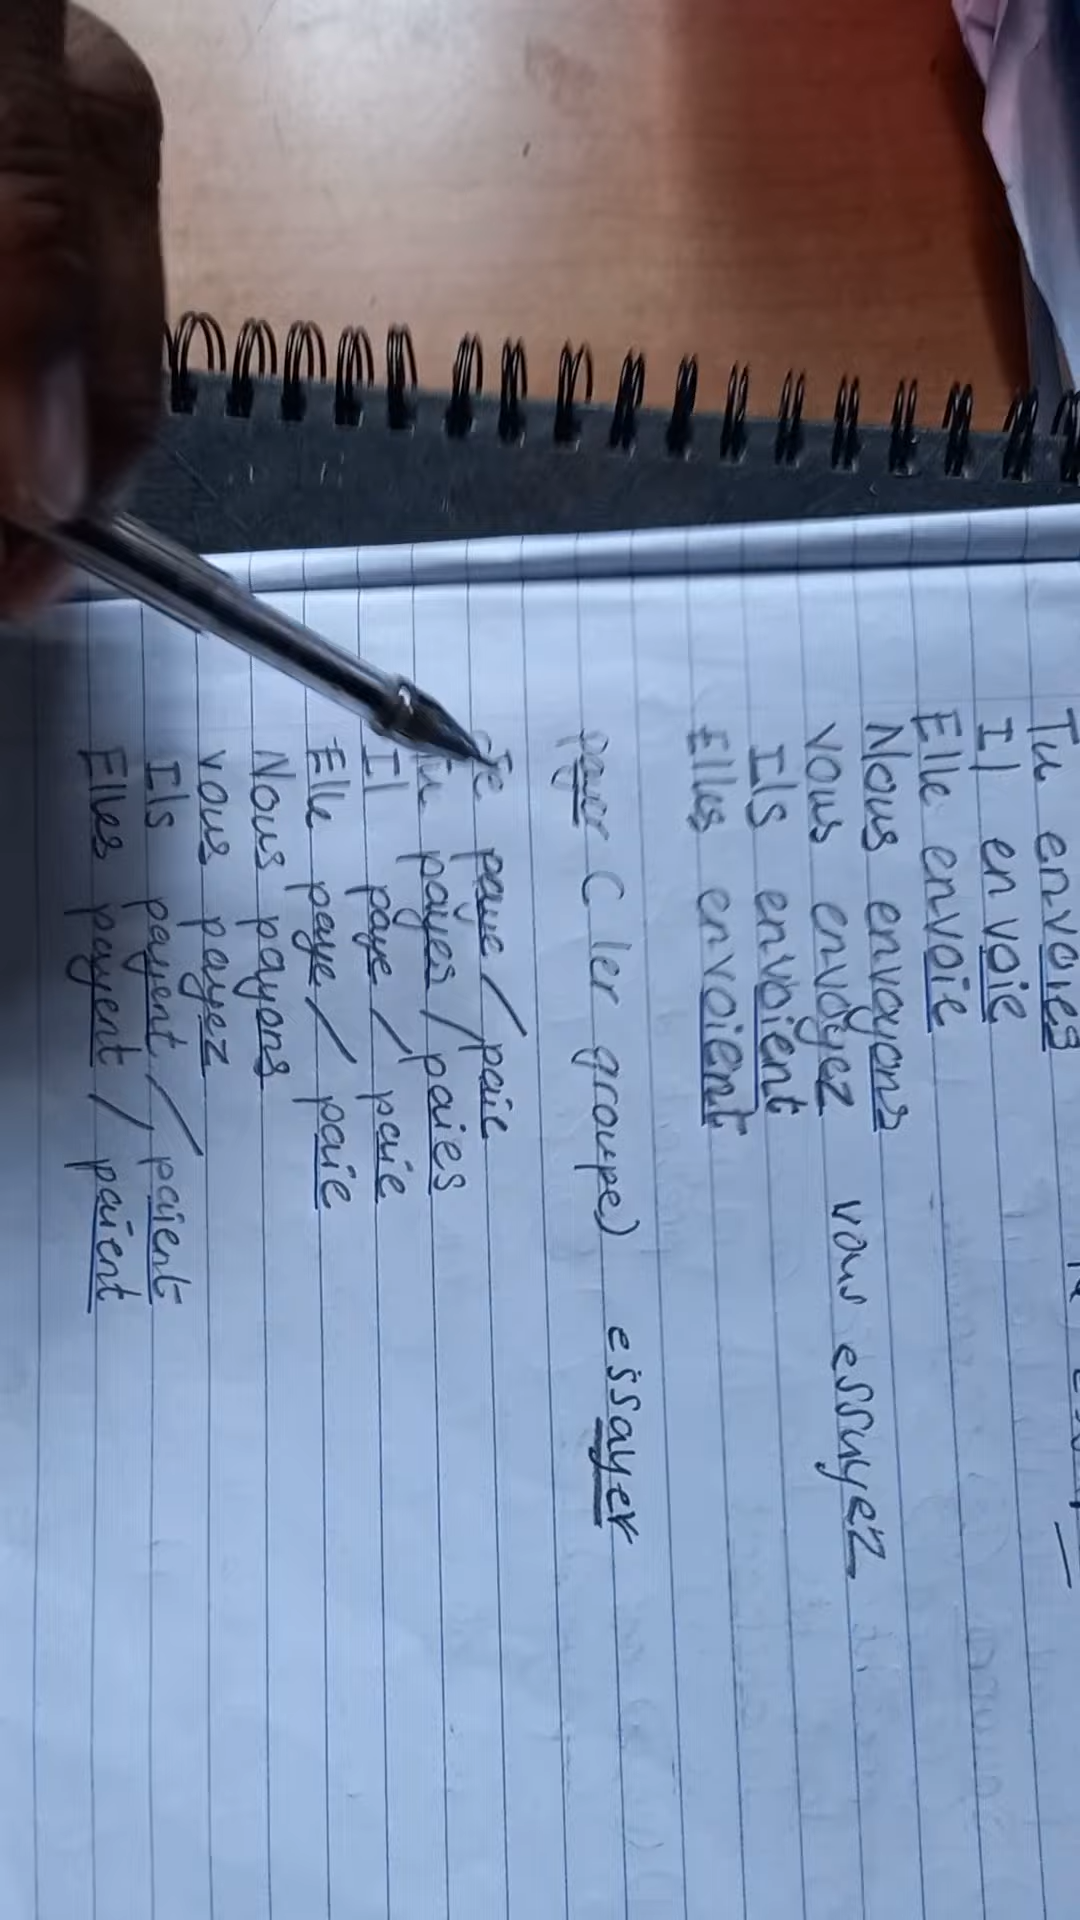 Tu envoies
Il envoie
Elle envoie
Nous envoyons
vous envoyez vous essuyez
Ils envoient
Elles envoient
payer (1er groupe) essayer
Je paye / paie
Tu payes / paies
Il paye / paie
Elle paye / paie
Nous payons
vous payez
Ils payent / paient
Elles payent / paient